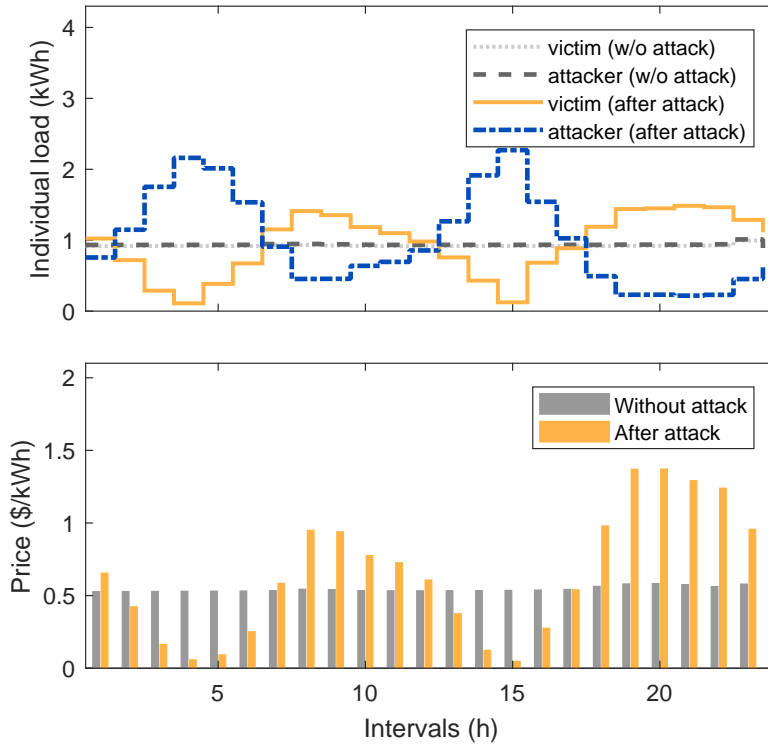 4
3
2
1
0
Individual load (kWh)
victim (w/o attack)
attacker (w/o attack)
victim (after attack)
attacker (after attack)
2
1.5
1
0.5
0
Price ($/kWh)
Without attack
After attack
5 10 15 20
Intervals (h)